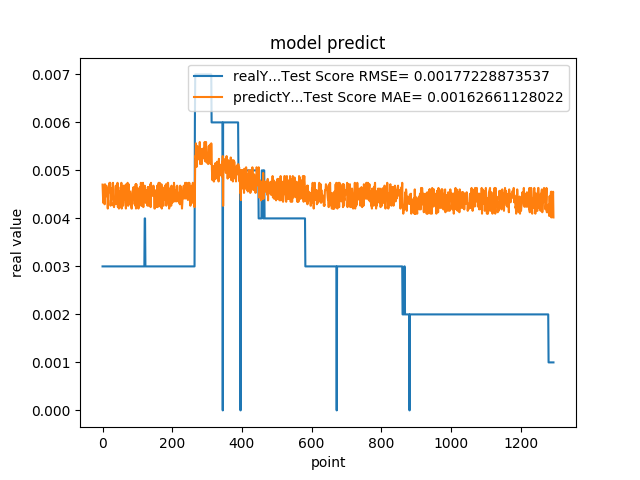 model predict
realY...Test Score RMSE= 0.00177228873537
predictY...Test Score MAE= 0.00162661128022
0.007
0.006
0.005
0.004
0.003
0.002
0.001
0.000
real value
0 200 400 600 800 1000 1200
point